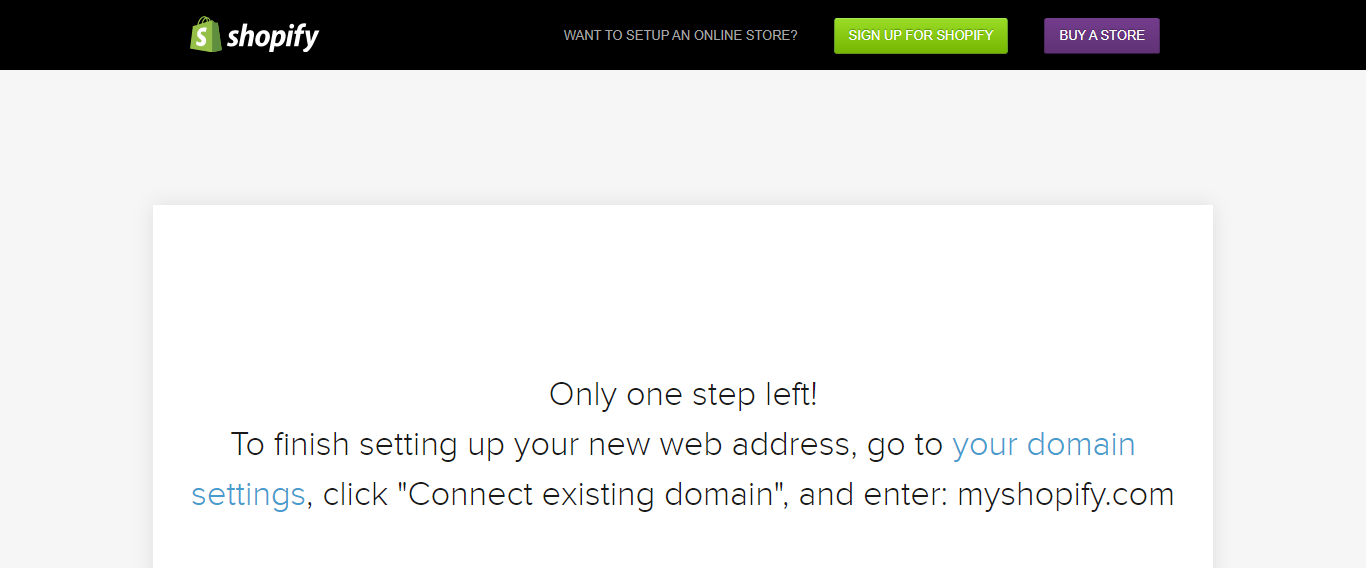 shopify
WANT TO SETUP AN ONLINE STORE?
SIGN UP FOR SHOPIFY
BUY A STORE
Only one step left!
To finish setting up your new web address, go to your domain
settings, click "Connect existing domain", and enter: myshopify.com